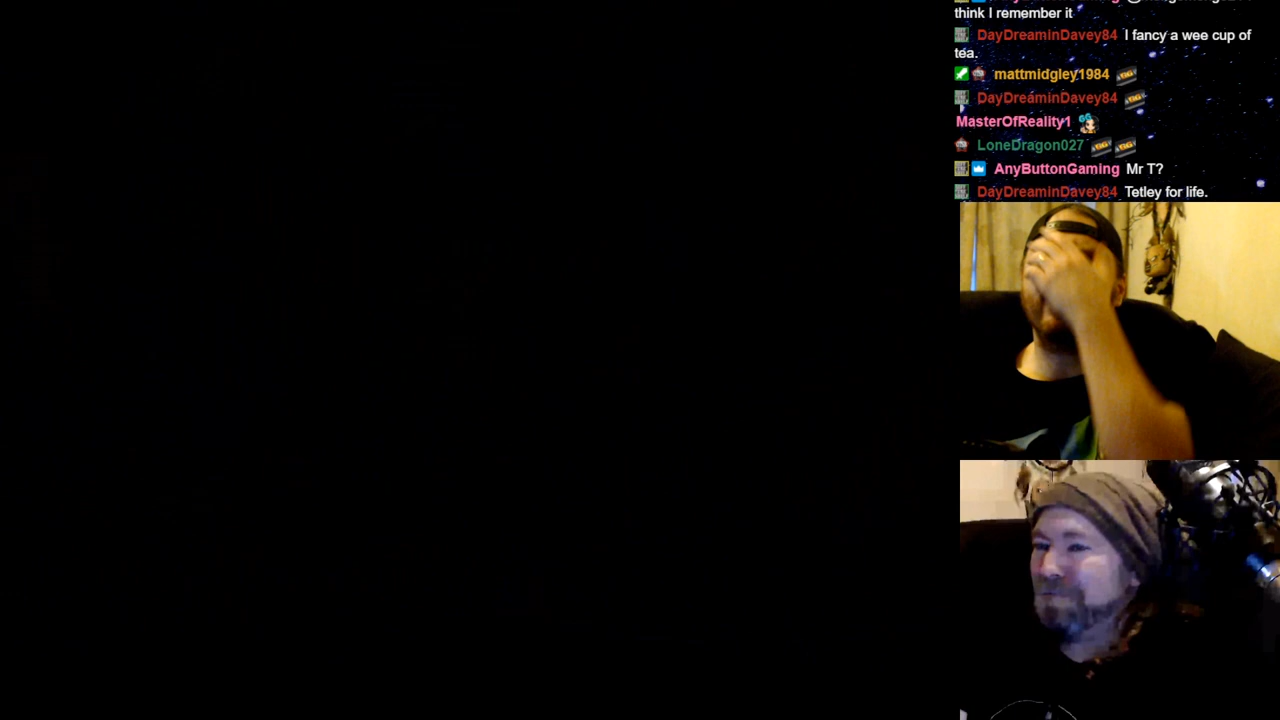 think I remember it
DayDreaminDavey84 I fancy a wee cup of
tea.
mattmidgley1984
DayDreaminDavey84
MasterOfReality1
LoneDragon027
AnyButtonGaming Mr T?
DayDreaminDavey84 Tetley for life.